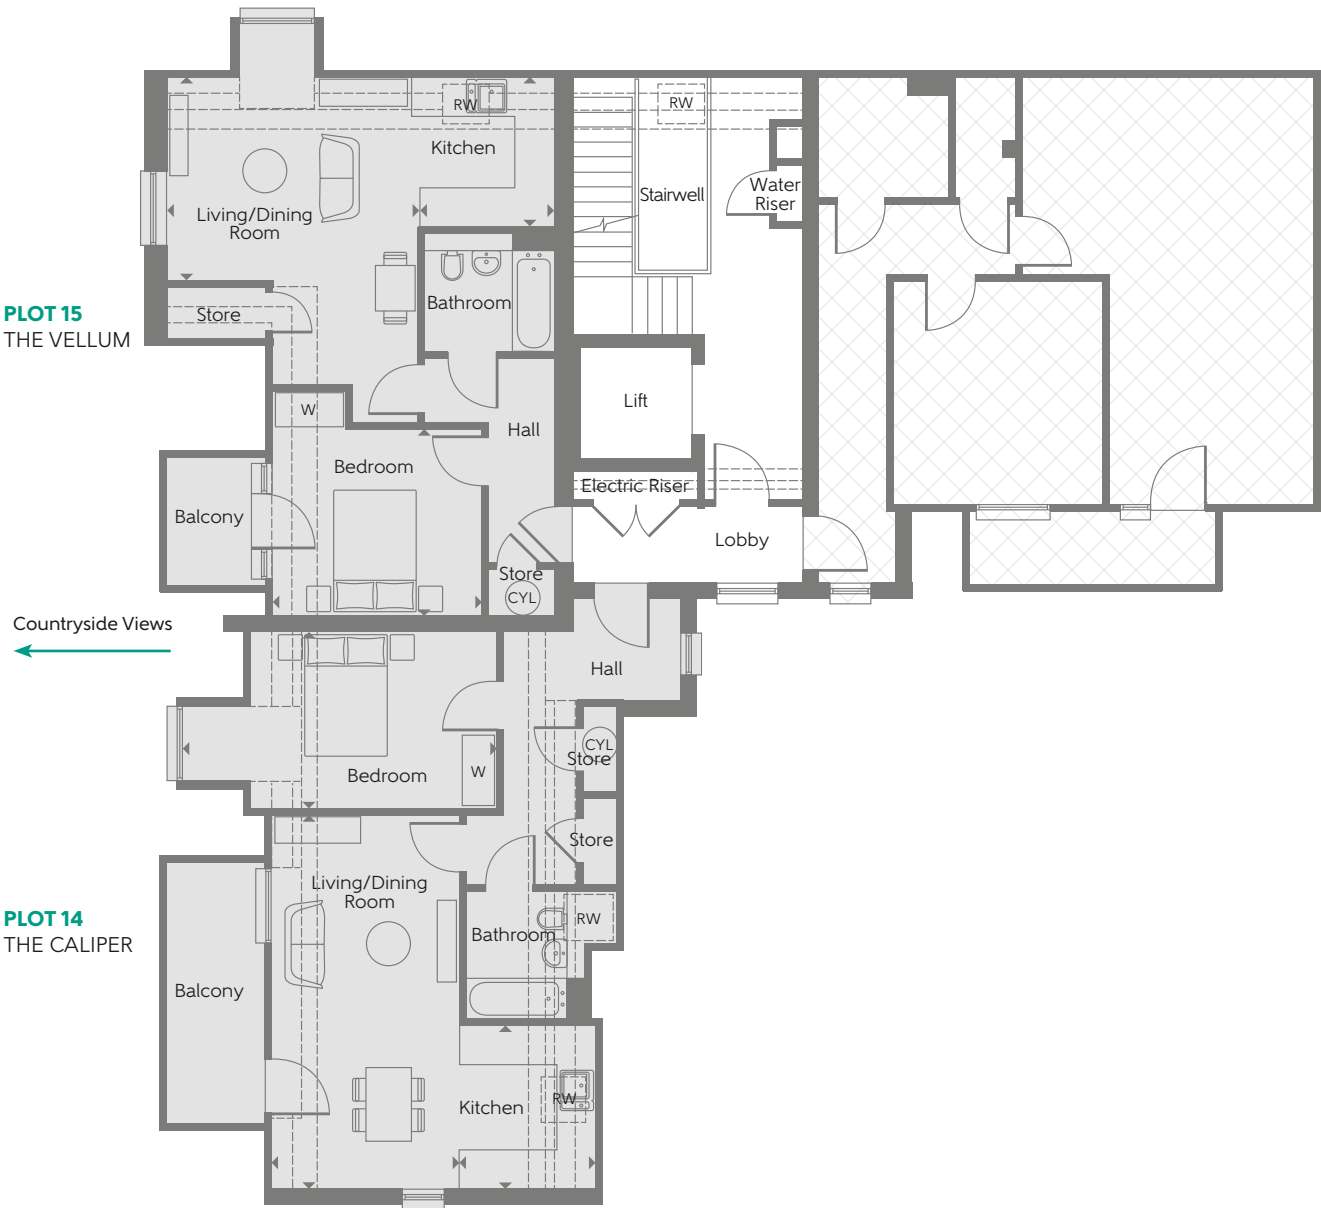 RW
Kitchen
Living/Dining
Room
Stairwell
RW
Water
Riser
Bathroom
Store
PLOT 15
THE VELLUM
Lift
W
Hall
Bedroom
Electric Riser
Balcony
Lobby
Store
CYL
Countryside Views
Hall
CYL
Store
Bedroom
W
Store
Living/Dining
Room
RW
Bathroom
PLOT 14
THE CALIPER
Balcony
RW
Kitchen